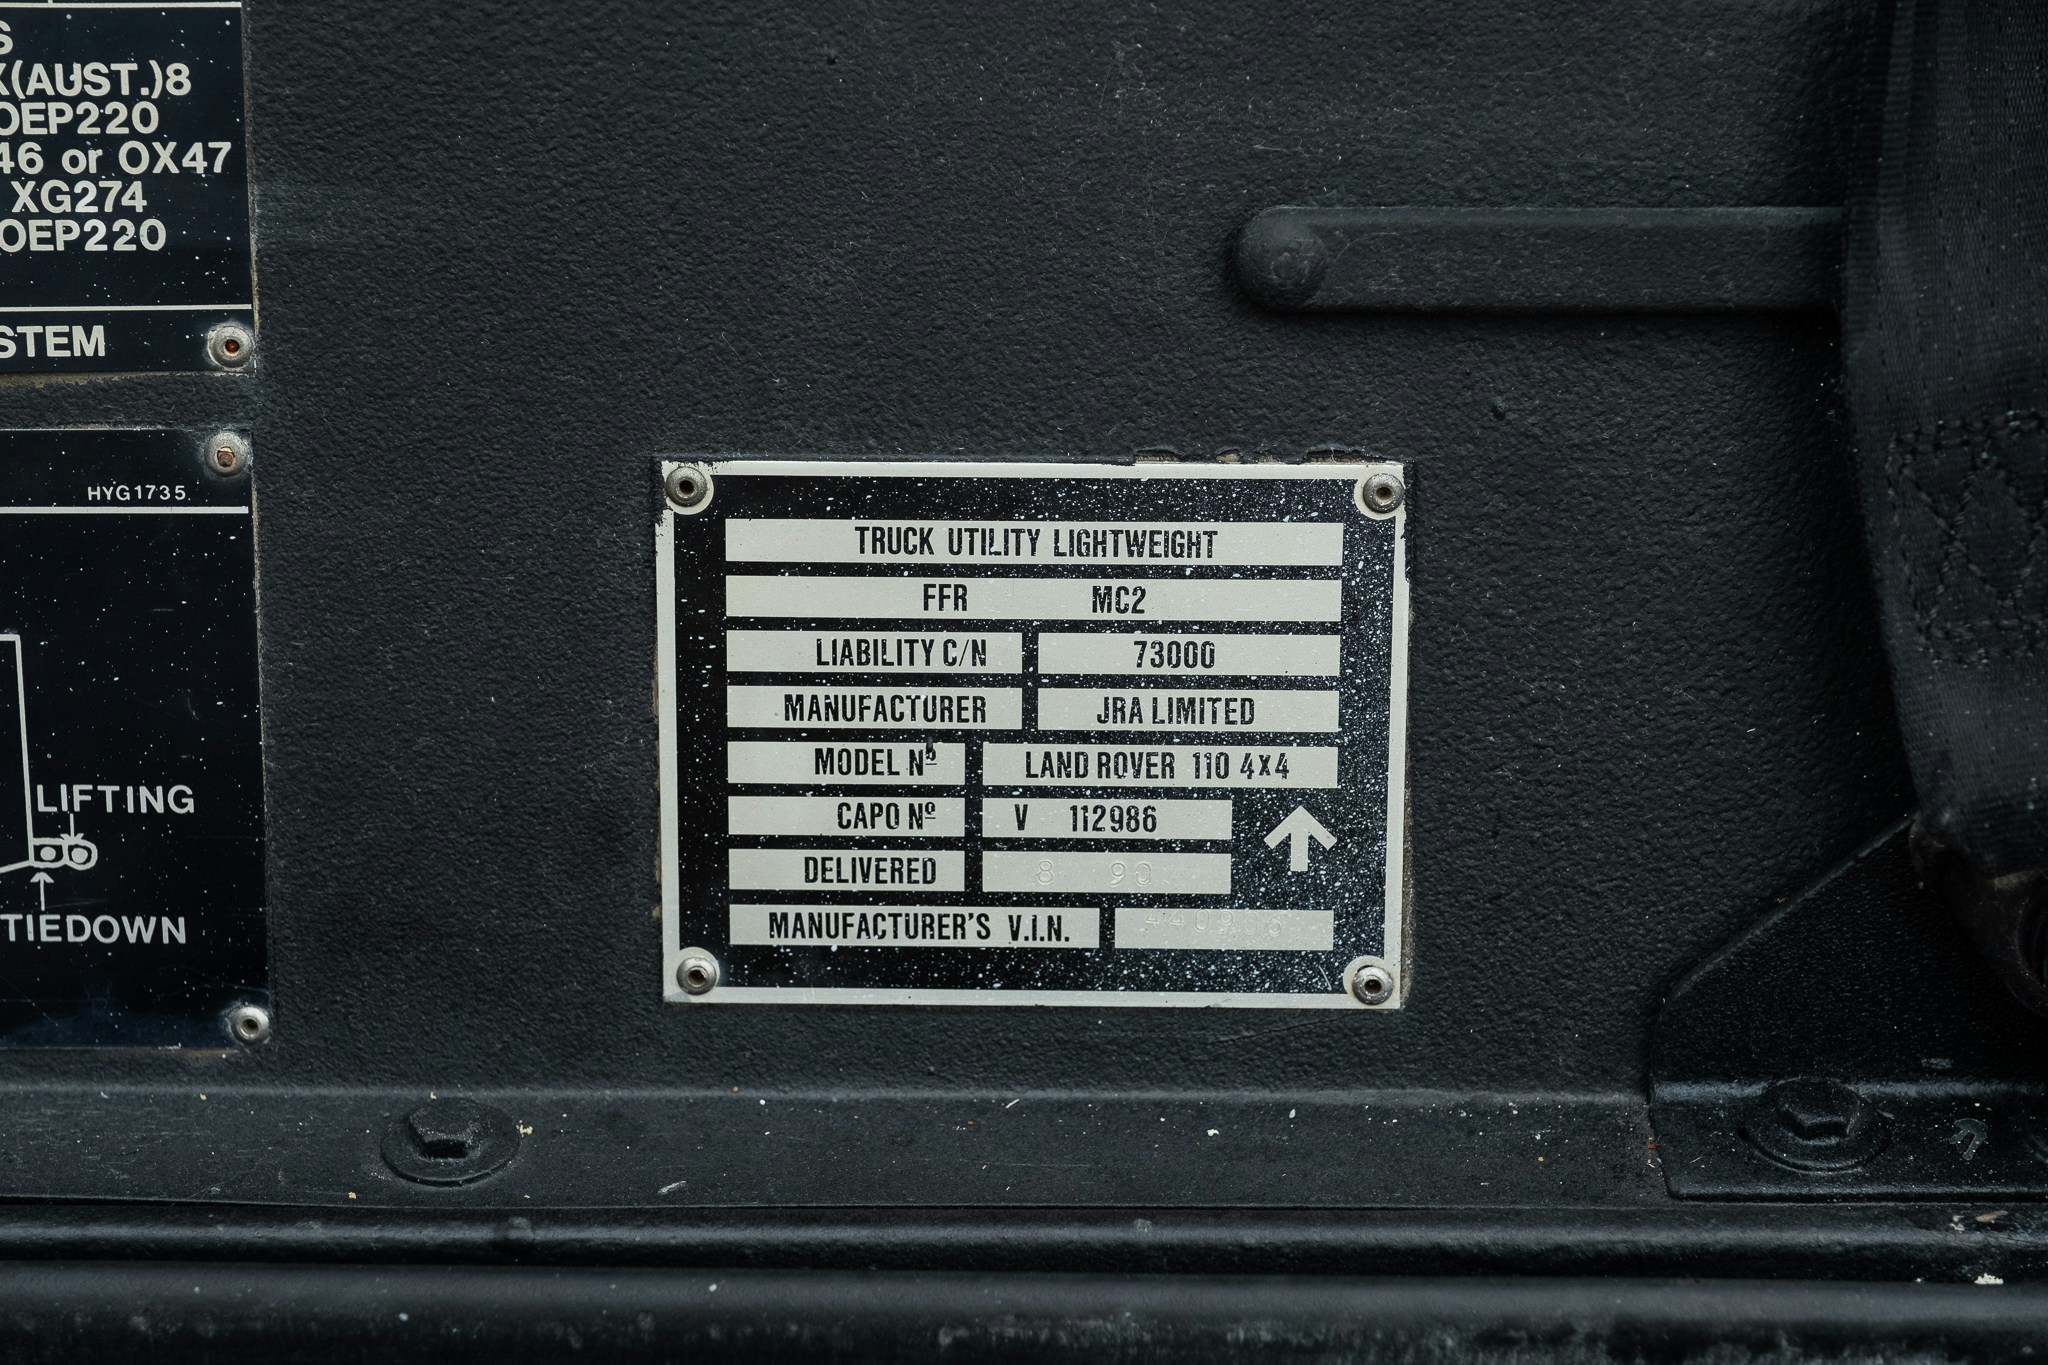 S
X(AUST.)8
OEP220
46 or OX47
XG274
OEP220
STEM
HYG1735
LIFTING
TIEDOWN
TRUCK UTILITY LIGHTWEIGHT
FFR MC2
LIABILITY C/N 73000
MANUFACTURER JRA LIMITED
MODEL Nº LAND ROVER 110 4x4
CAPO Nº V 112986
DELIVERED 8 90
MANUFACTURER'S V.I.N.